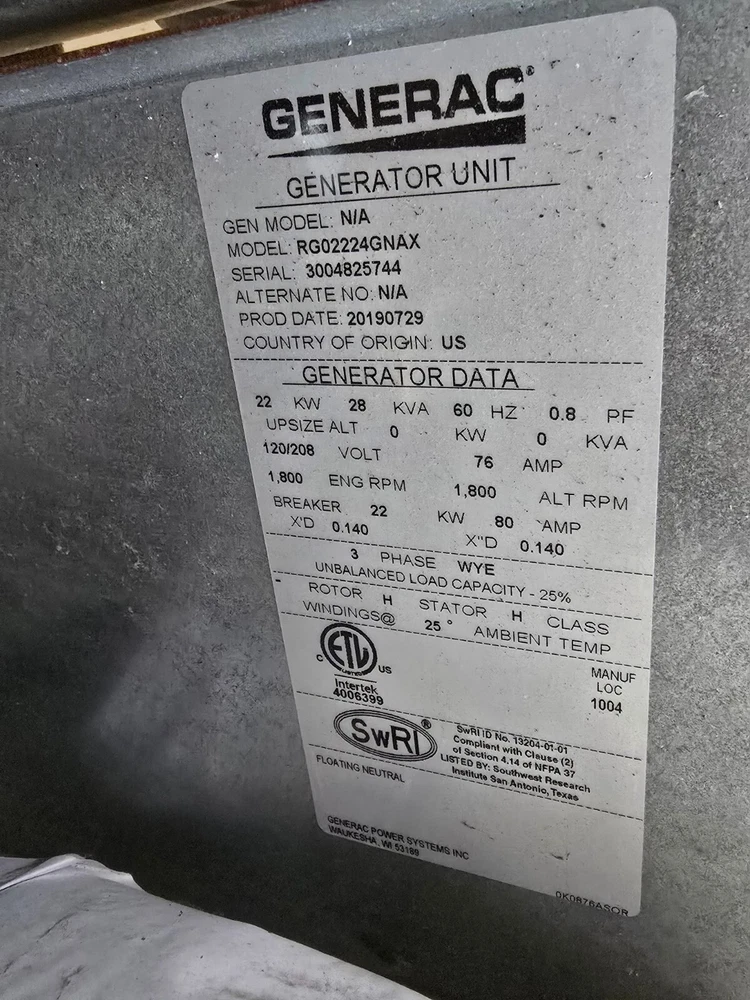 GENERAC®
GENERATOR UNIT
GEN MODEL: N/A
MODEL: RG02224GNAX
SERIAL: 3004825744
ALTERNATE NO: N/A
PROD DATE: 20190729
COUNTRY OF ORIGIN: US
GENERATOR DATA
22 KW 28 KVA 60 HZ 0.8 PF
UPSIZE ALT 0 KW 0 KVA
120/208 VOLT 76 AMP
1,800 ENG RPM 1,800 ALT RPM
BREAKER 22 KW 80 AMP
X'D 0.140 X"D 0.140
3 PHASE WYE
UNBALANCED LOAD CAPACITY - 25%
ROTOR H STATOR H CLASS
WINDINGS@ 25° AMBIENT TEMP
C ETL US
LISTED
Intertek
4006399
MANUF
LOC
1004
SwRI®
SwRI ID No. 13204-01-01
Compliant with Clause (2)
of Section 4.14 of NFPA 37
LISTED BY: Southwest Research
Institute San Antonio, Texas
FLOATING NEUTRAL
GENERAC POWER SYSTEMS INC
WAUKESHA, WI 53189
0K0876ASOR